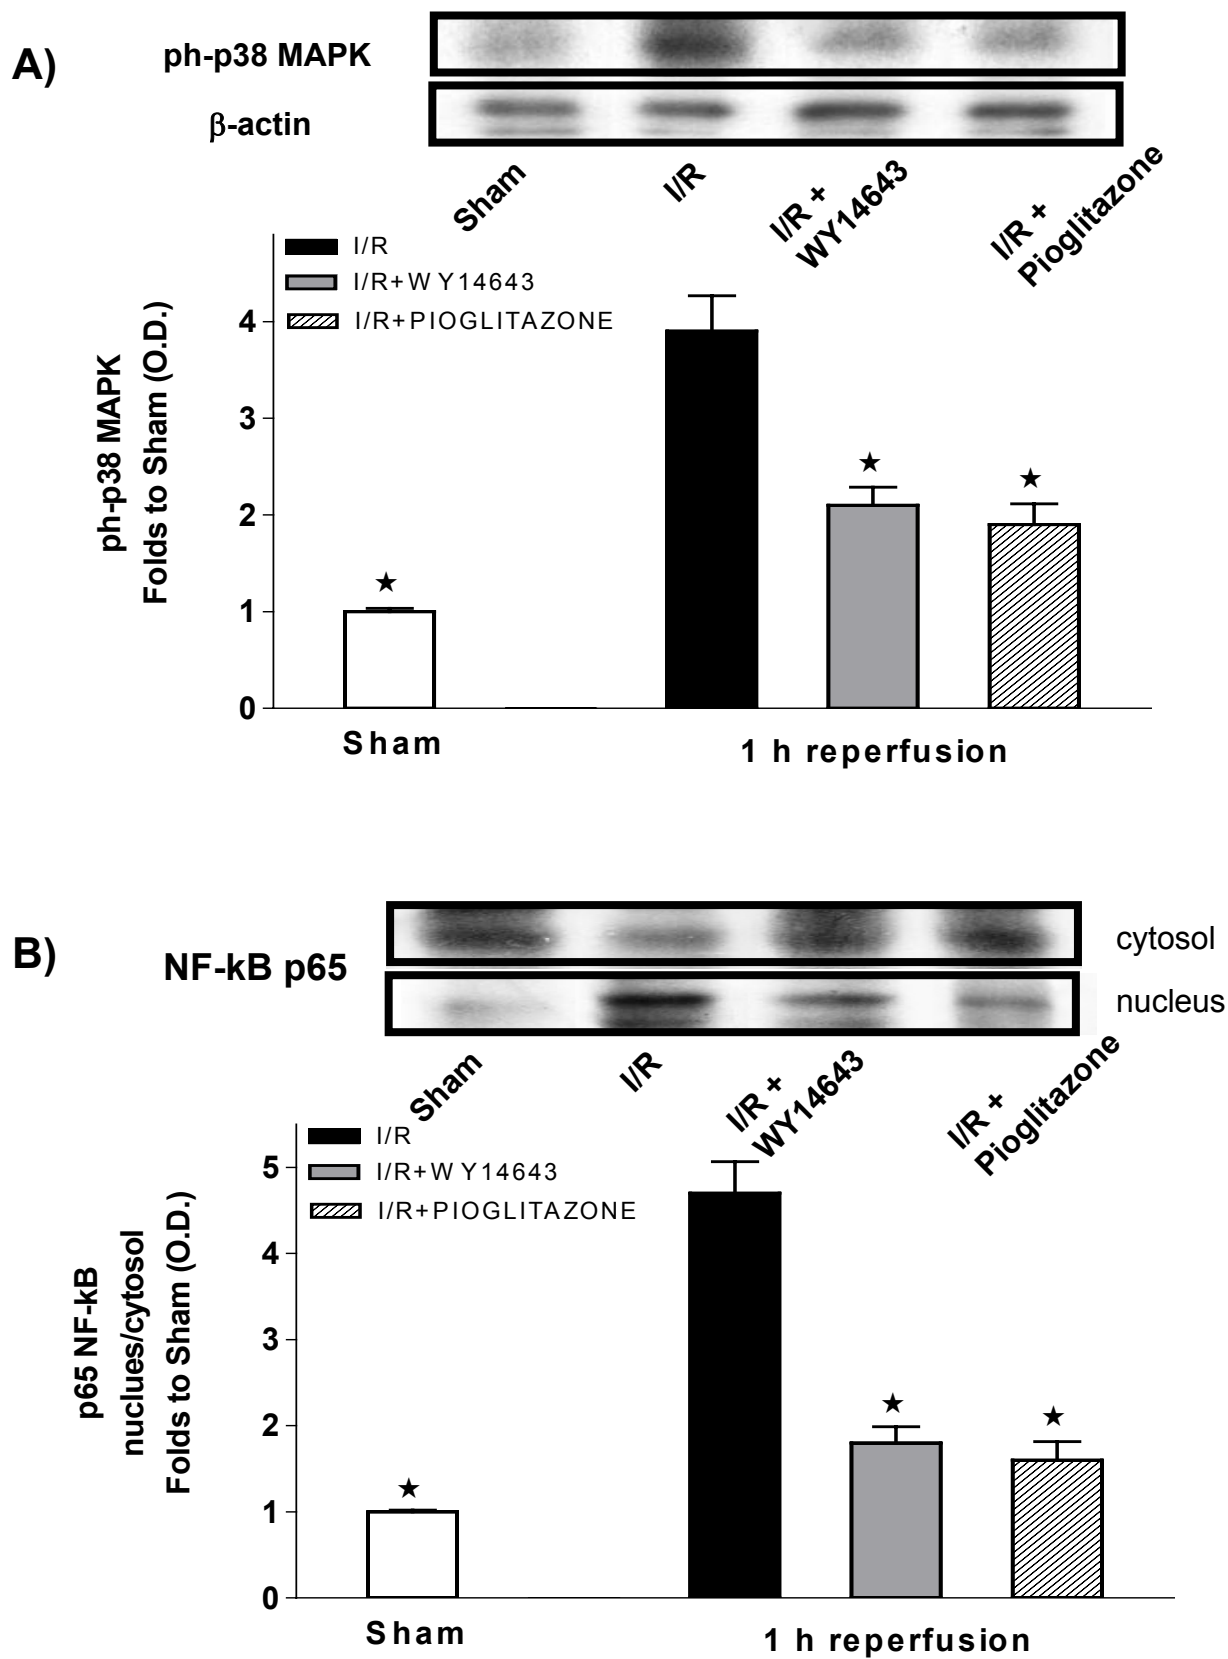 A)
ph-p38 MAPK
β-actin
Sham
I/R
I/R +
WY14643
I/R +
Pioglitazone
I/R
I/R+W Y14643
I/R+PIOGLITAZONE
ph-p38 MAPK
Folds to Sham (O.D.)
4
3
2
1
0
★
★
★
Sham
1 h reperfusion
B)
NF-kB p65
cytosol
nucleus
Sham
I/R
I/R +
WY14643
I/R +
Pioglitazone
I/R
I/R+W Y14643
I/R+PIOGLITAZONE
p65 NF-kB
nuclues/cytosol
Folds to Sham (O.D.)
5
4
3
2
1
0
★
★
★
Sham
1 h reperfusion